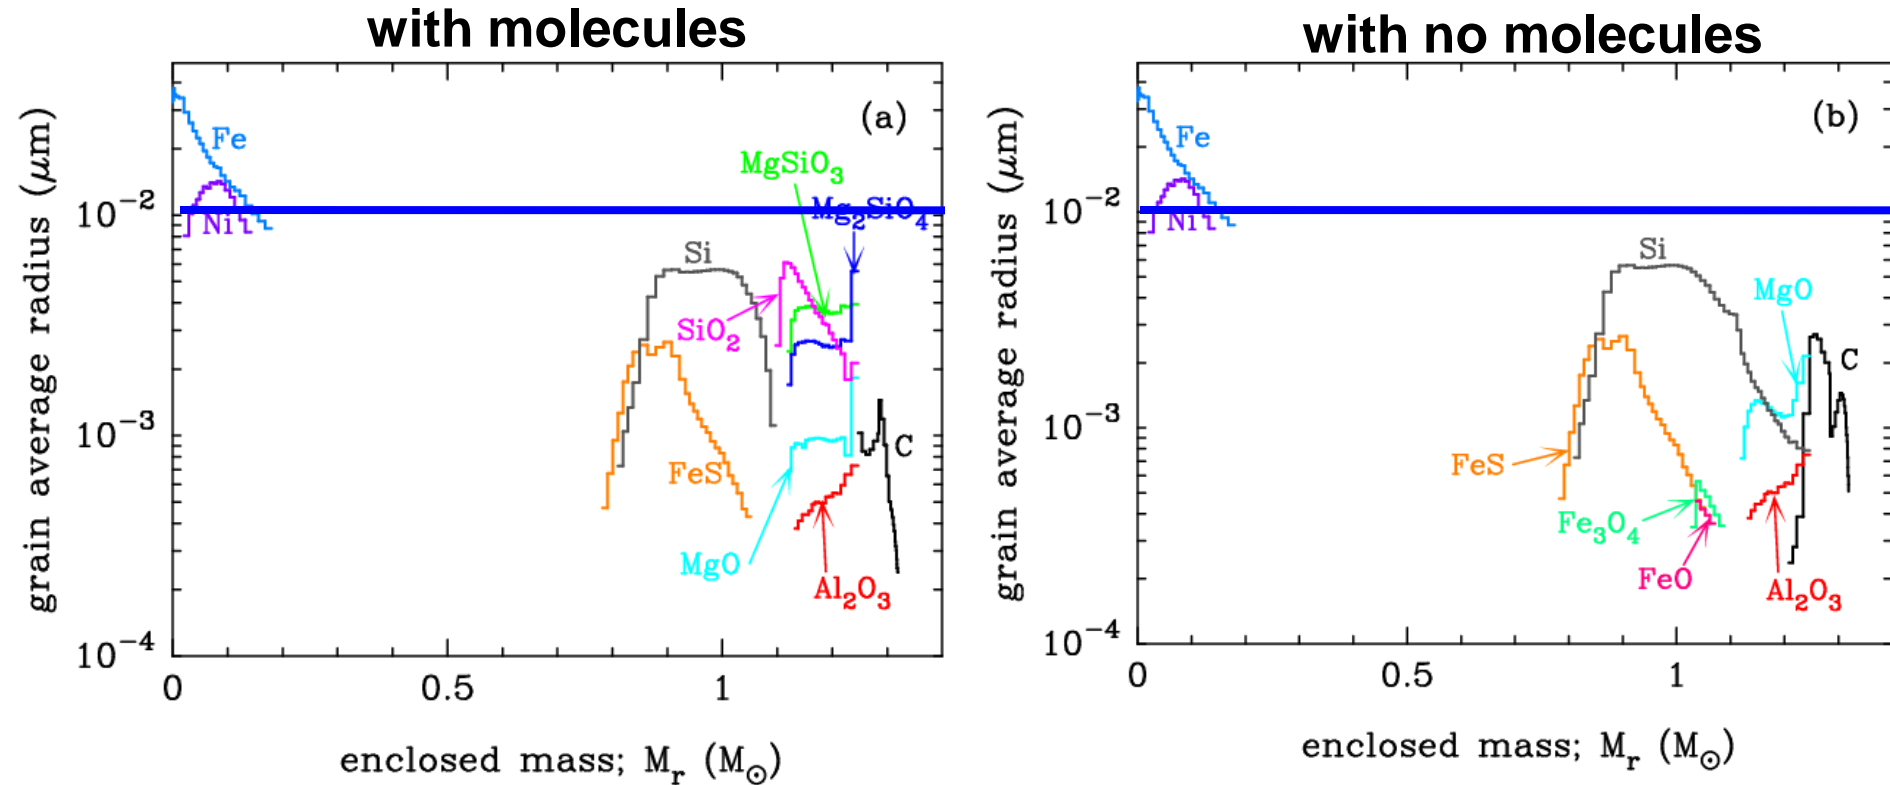 with molecules
with no molecules
(a)
(b)
Fe
Ni
MgSiO₃
Mg₂SiO₄
Si
SiO₂
FeS
MgO
Al₂O₃
C
10⁻²
10⁻³
10⁻⁴
0
0.5
1
grain average radius (μm)
enclosed mass; Mᵣ (M☉)
Fe
Ni
Si
MgO
C
FeS
Fe₃O₄
FeO
Al₂O₃
10⁻²
10⁻³
10⁻⁴
0
0.5
1
grain average radius (μm)
enclosed mass; Mᵣ (M☉)